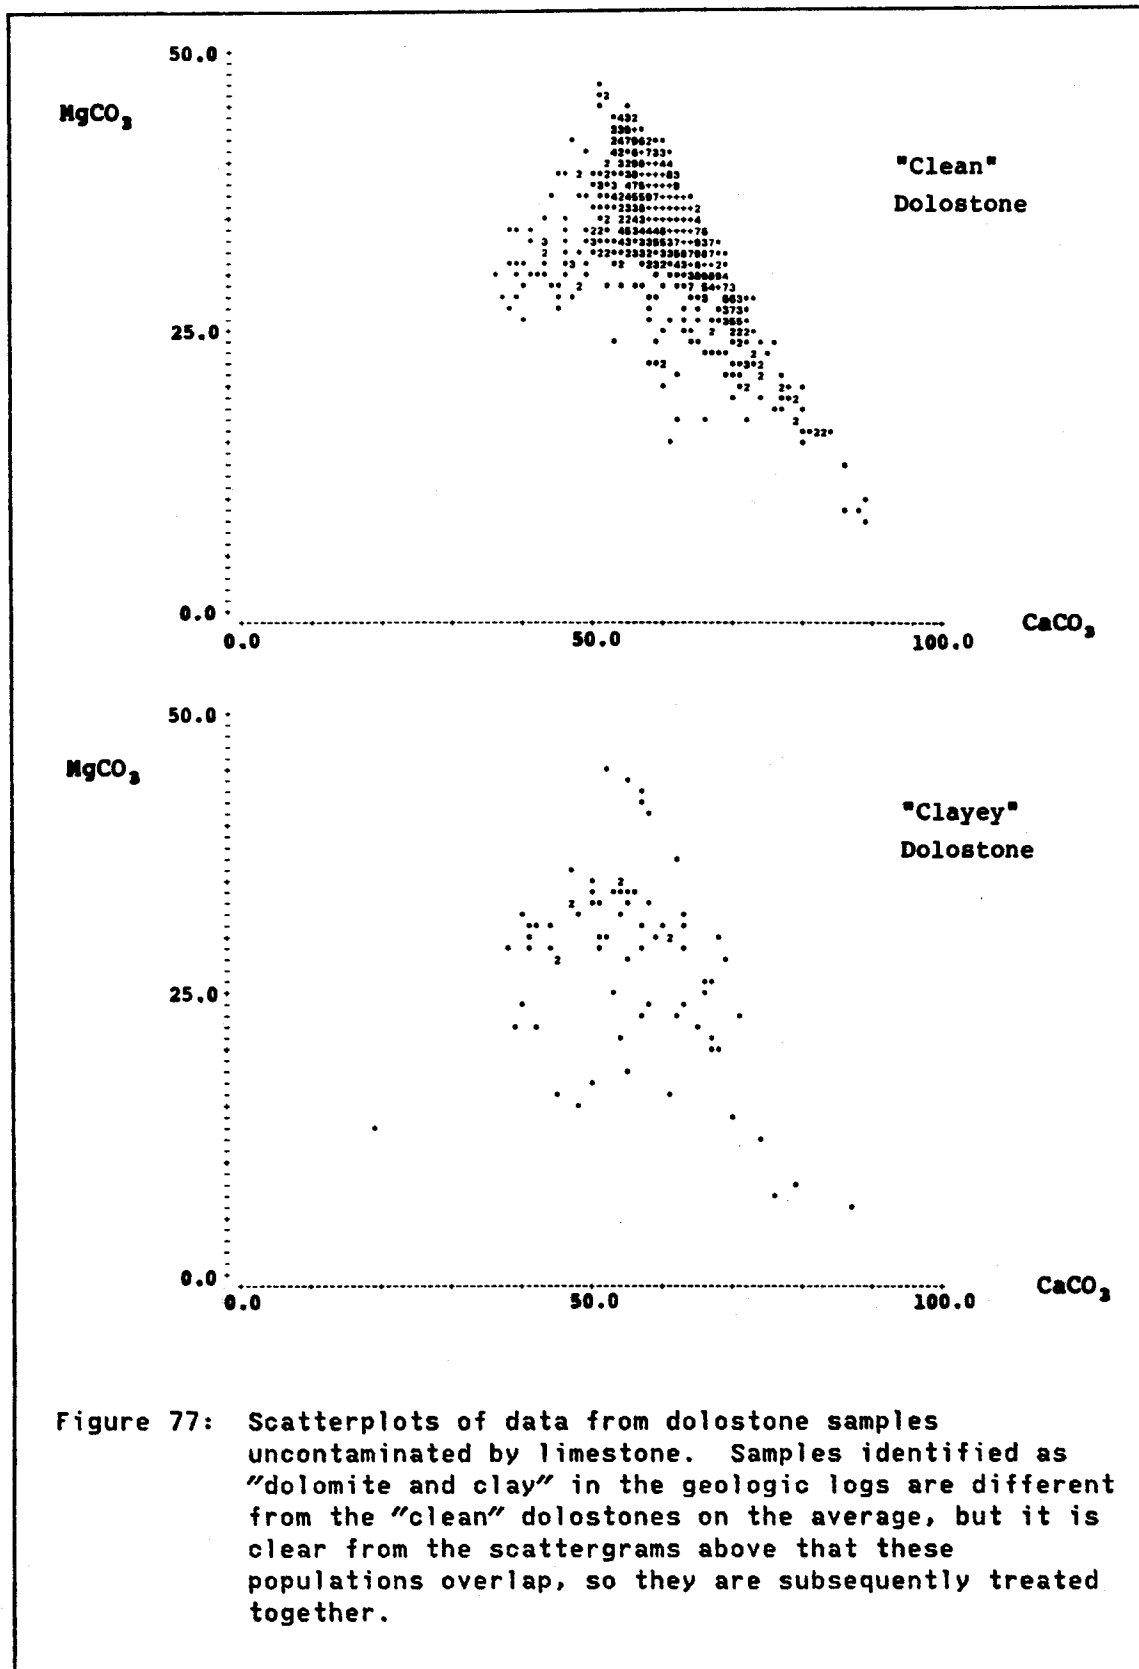 50.0
MgCO₃
"Clean"
Dolostone
25.0
0.0
0.0 50.0 100.0
CaCO₃
50.0
MgCO₃
"Clayey"
Dolostone
25.0
0.0
0.0 50.0 100.0
CaCO₃
Figure 77: Scatterplots of data from dolostone samples
uncontaminated by limestone. Samples identified as
"dolomite and clay" in the geologic logs are different
from the "clean" dolostones on the average, but it is
clear from the scattergrams above that these
populations overlap, so they are subsequently treated
together.